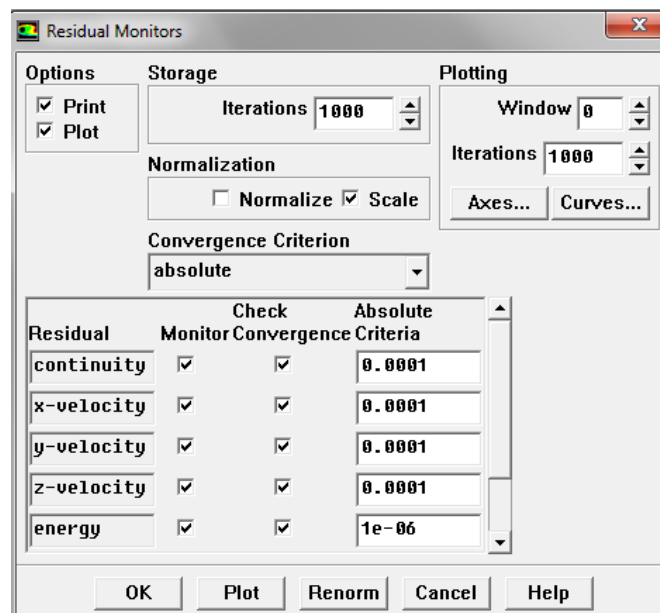 Residual Monitors
Options
Print
Plot
Storage
Iterations 1000
Normalization
Normalize Scale
Convergence Criterion
absolute
Plotting
Window 0
Iterations 1000
Axes... Curves...
Residual Monitor Check Convergence Absolute Criteria
continuity 0.0001
x-velocity 0.0001
y-velocity 0.0001
z-velocity 0.0001
energy 1e-06
OK Plot Renorm Cancel Help